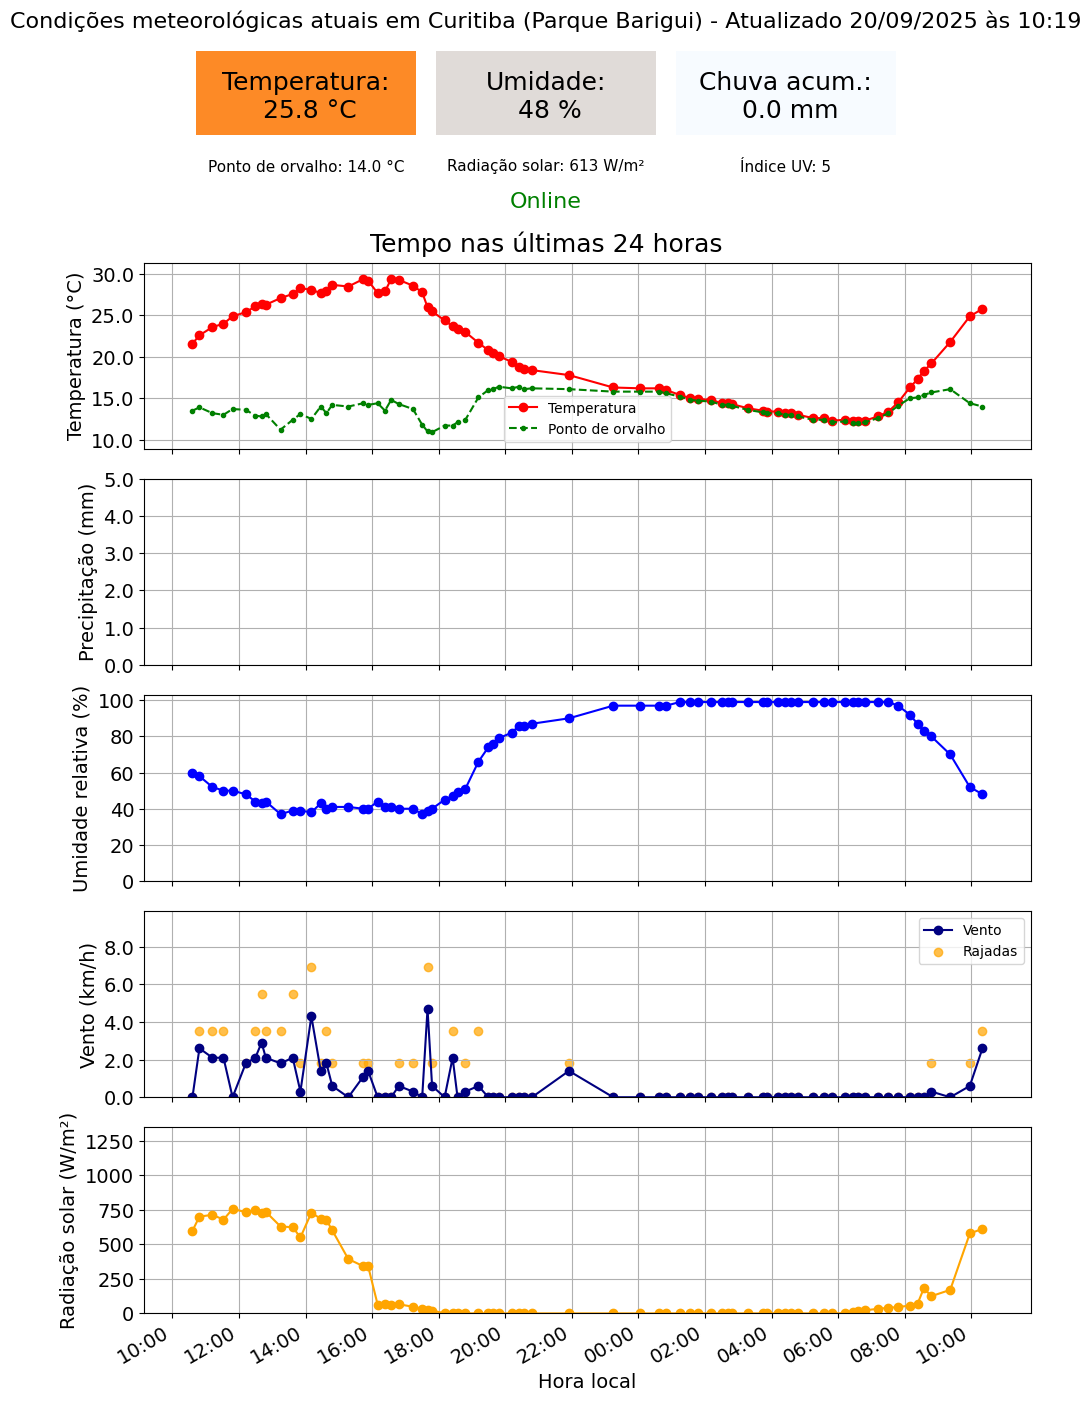 Condições meteorológicas atuais em Curitiba (Parque Barigui) - Atualizado 20/09/2025 às 10:19
Temperatura:
25.8 °C
Umidade:
48 %
Chuva acum.:
0.0 mm
Ponto de orvalho: 14.0 °C
Radiação solar: 613 W/m²
Índice UV: 5
Online
Tempo nas últimas 24 horas
Temperatura (°C)
30.0
25.0
20.0
15.0
10.0
Temperatura
Ponto de orvalho
Precipitação (mm)
5.0
4.0
3.0
2.0
1.0
0.0
Umidade relativa (%)
100
80
60
40
20
0
Vento (km/h)
8.0
6.0
4.0
2.0
0.0
Vento
Rajadas
Radiação solar (W/m²)
1250
1000
750
500
250
0
10:00
12:00
14:00
16:00
18:00
20:00
22:00
00:00
02:00
04:00
06:00
08:00
10:00
Hora local